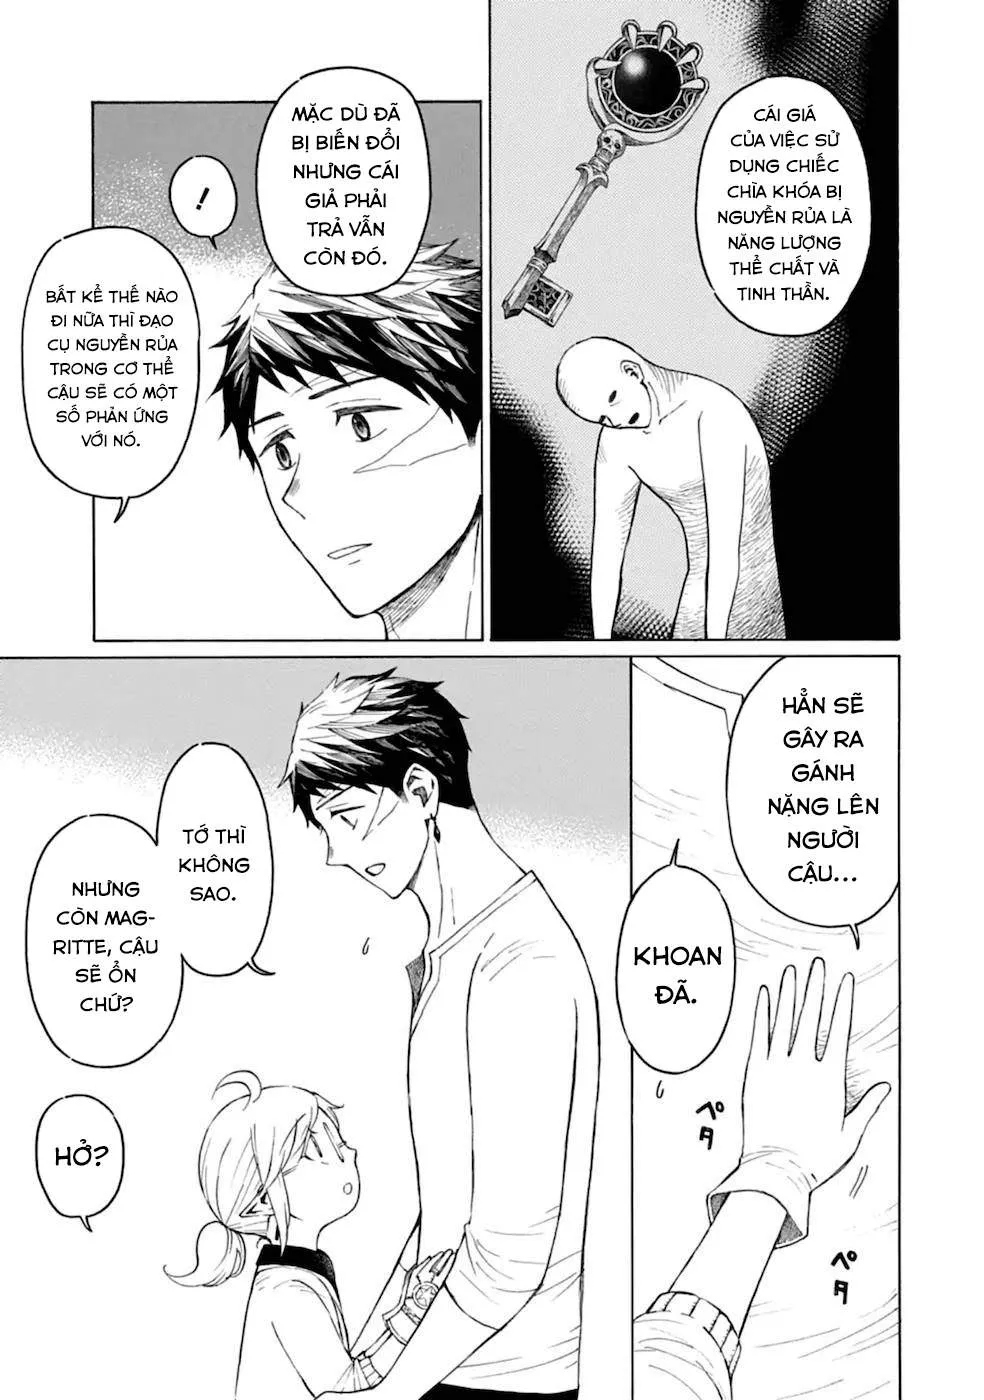 CÁI GIÁ
CỦA VIỆC SỬ
DỤNG CHIẾC
CHÌA KHÓA BỊ
NGUYỀN RỦA LÀ
NĂNG LƯỢNG
THỂ CHẤT VÀ
TINH THẦN.
MẶC DÙ ĐÃ
BỊ BIẾN ĐỔI
NHƯNG CÁI
GIẢ PHẢI
TRẢ VẪN
CÒN ĐÓ.
!
BẤT KỂ THẾ NÀO
ĐI NỮA THÌ ĐẠO
CỤ NGUYỀN RỦA
TRONG CƠ THỂ
CẬU SẼ CÓ MỘT
SỐ PHẢN ỨNG
VỚI NÓ.
HẲN SẼ
GÂY RA
GÁNH
NẶNG LÊN
NGƯỜI
CẬU...
KHOAN
ĐÃ.
ペタ
ペタ
TỚ THÌ
KHÔNG
SAO.
NHƯNG
CÒN MAG-
RITTE, CẬU
SẼ ỔN
CHỨ?
HỞ?